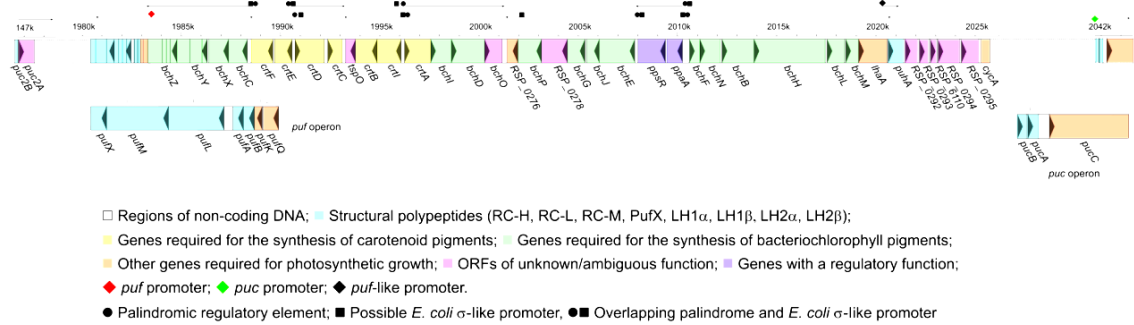 147k 1980k 1985k 1990k 1995k 2000k 2010k 2020k 2025k 2042k
puc2B puc2A bchZ bchY bchX bchC crtF crtE crtD crtC tspO crtB crtI crtA bchI bchD bchO RSP_0276 bchP RSP_0278 bchG bchJ bchE ppsR ppaA bchF bchN bchB bchH bchL bchM lhaA puhA RSP_0292 RSP_0293 RSP_6110 RSP_0294 RSP_0295 cycA
pufX pufM pufL pufA pufB pufK pufQ puf operon
pucB pucA pucC
puc operon
Regions of non-coding DNA; Structural polypeptides (RC-H, RC-L, RC-M, PufX, LH1α, LH1β, LH2α, LH2β);
Genes required for the synthesis of carotenoid pigments; Genes required for the synthesis of bacteriochlorophyll pigments;
Other genes required for photosynthetic growth; ORFs of unknown/ambiguous function; Genes with a regulatory function;
puf promoter; puc promoter; puf-like promoter.
Palindromic regulatory element; Possible E. coli σ-like promoter, Overlapping palindrome and E. coli σ-like promoter